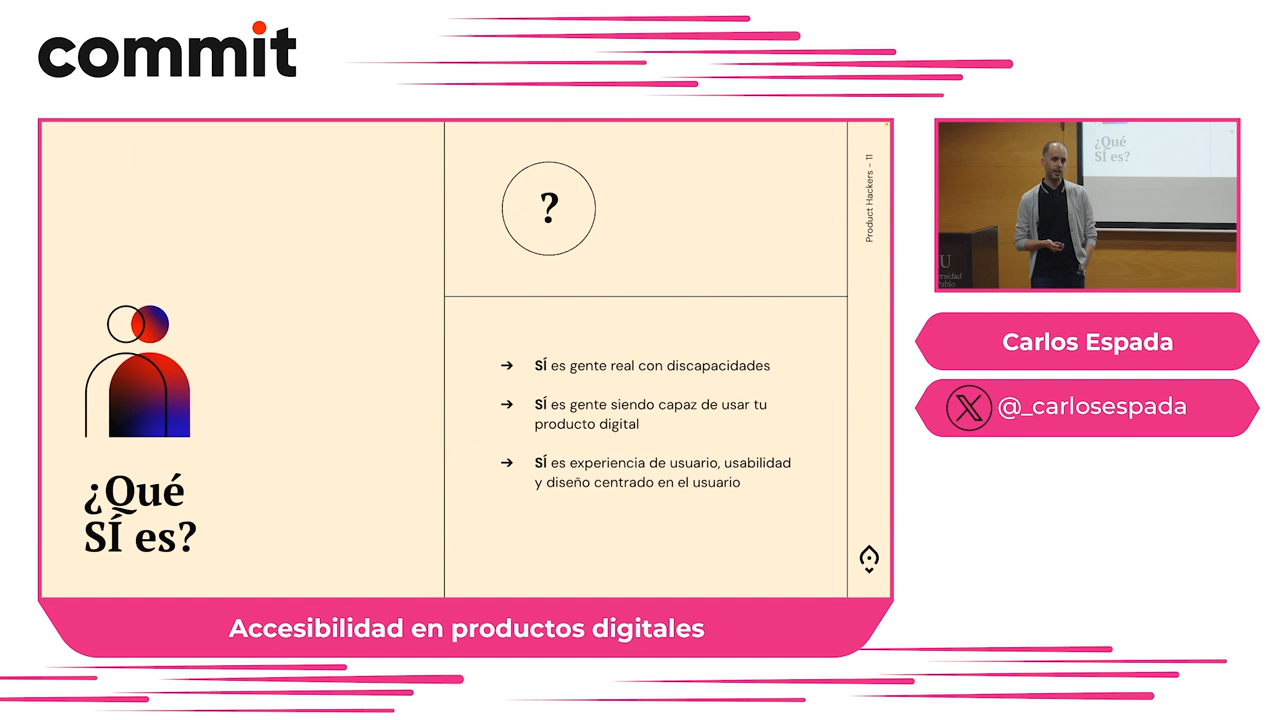 commit
?
Product Hackers - 11
➔ SÍ es gente real con discapacidades
➔ SÍ es gente siendo capaz de usar tu
producto digital
➔ SÍ es experiencia de usuario, usabilidad
y diseño centrado en el usuario
¿Qué
SÍ es?
Accesibilidad en productos digitales
¿Qué
SÍ es?
U
Carlos Espada
@_carlosespada